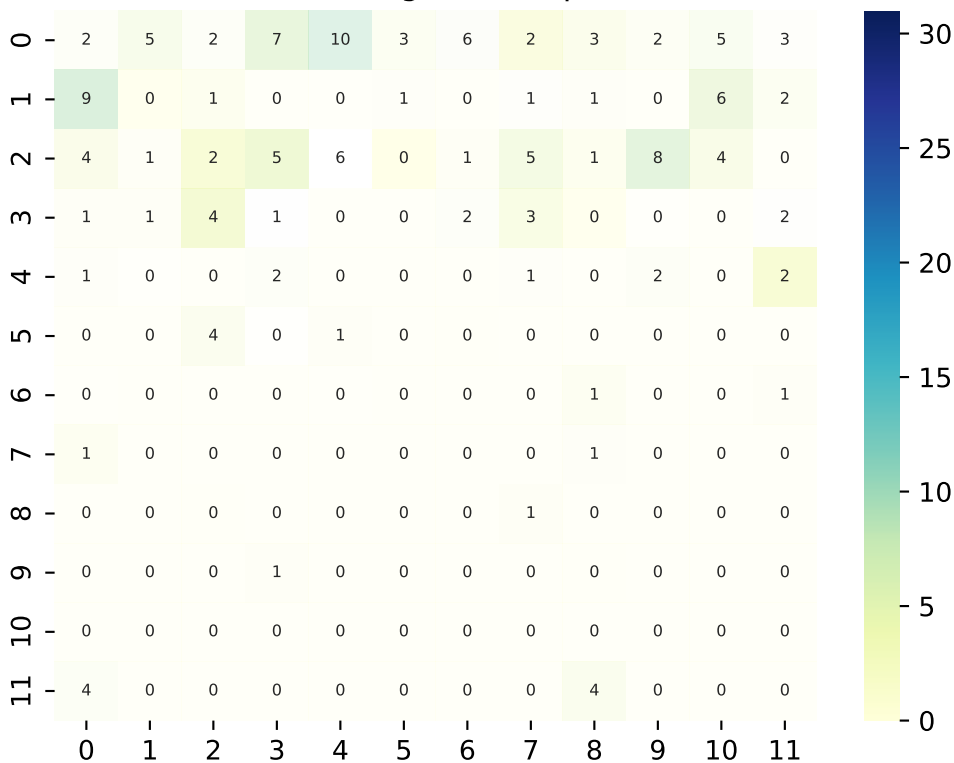 0 2 5 2 7 10 3 6 2 3 2 5 3 30
1 9 0 1 0 0 1 0 1 1 0 6 2
2 4 1 2 5 6 0 1 5 1 8 4 0 25
3 1 1 4 1 0 0 2 3 0 0 0 2
4 1 0 0 2 0 0 0 1 0 2 0 2 20
5 0 0 4 0 1 0 0 0 0 0 0 0
15
6 0 0 0 0 0 0 0 0 1 0 0 1
7 1 0 0 0 0 0 0 0 1 0 0 0
10
8 0 0 0 0 0 0 0 1 0 0 0 0
9 0 0 0 1 0 0 0 0 0 0 0 0
5
10 0 0 0 0 0 0 0 0 0 0 0 0
11 4 0 0 0 0 0 0 0 4 0 0 0
0
0 1 2 3 4 5 6 7 8 9 10 11